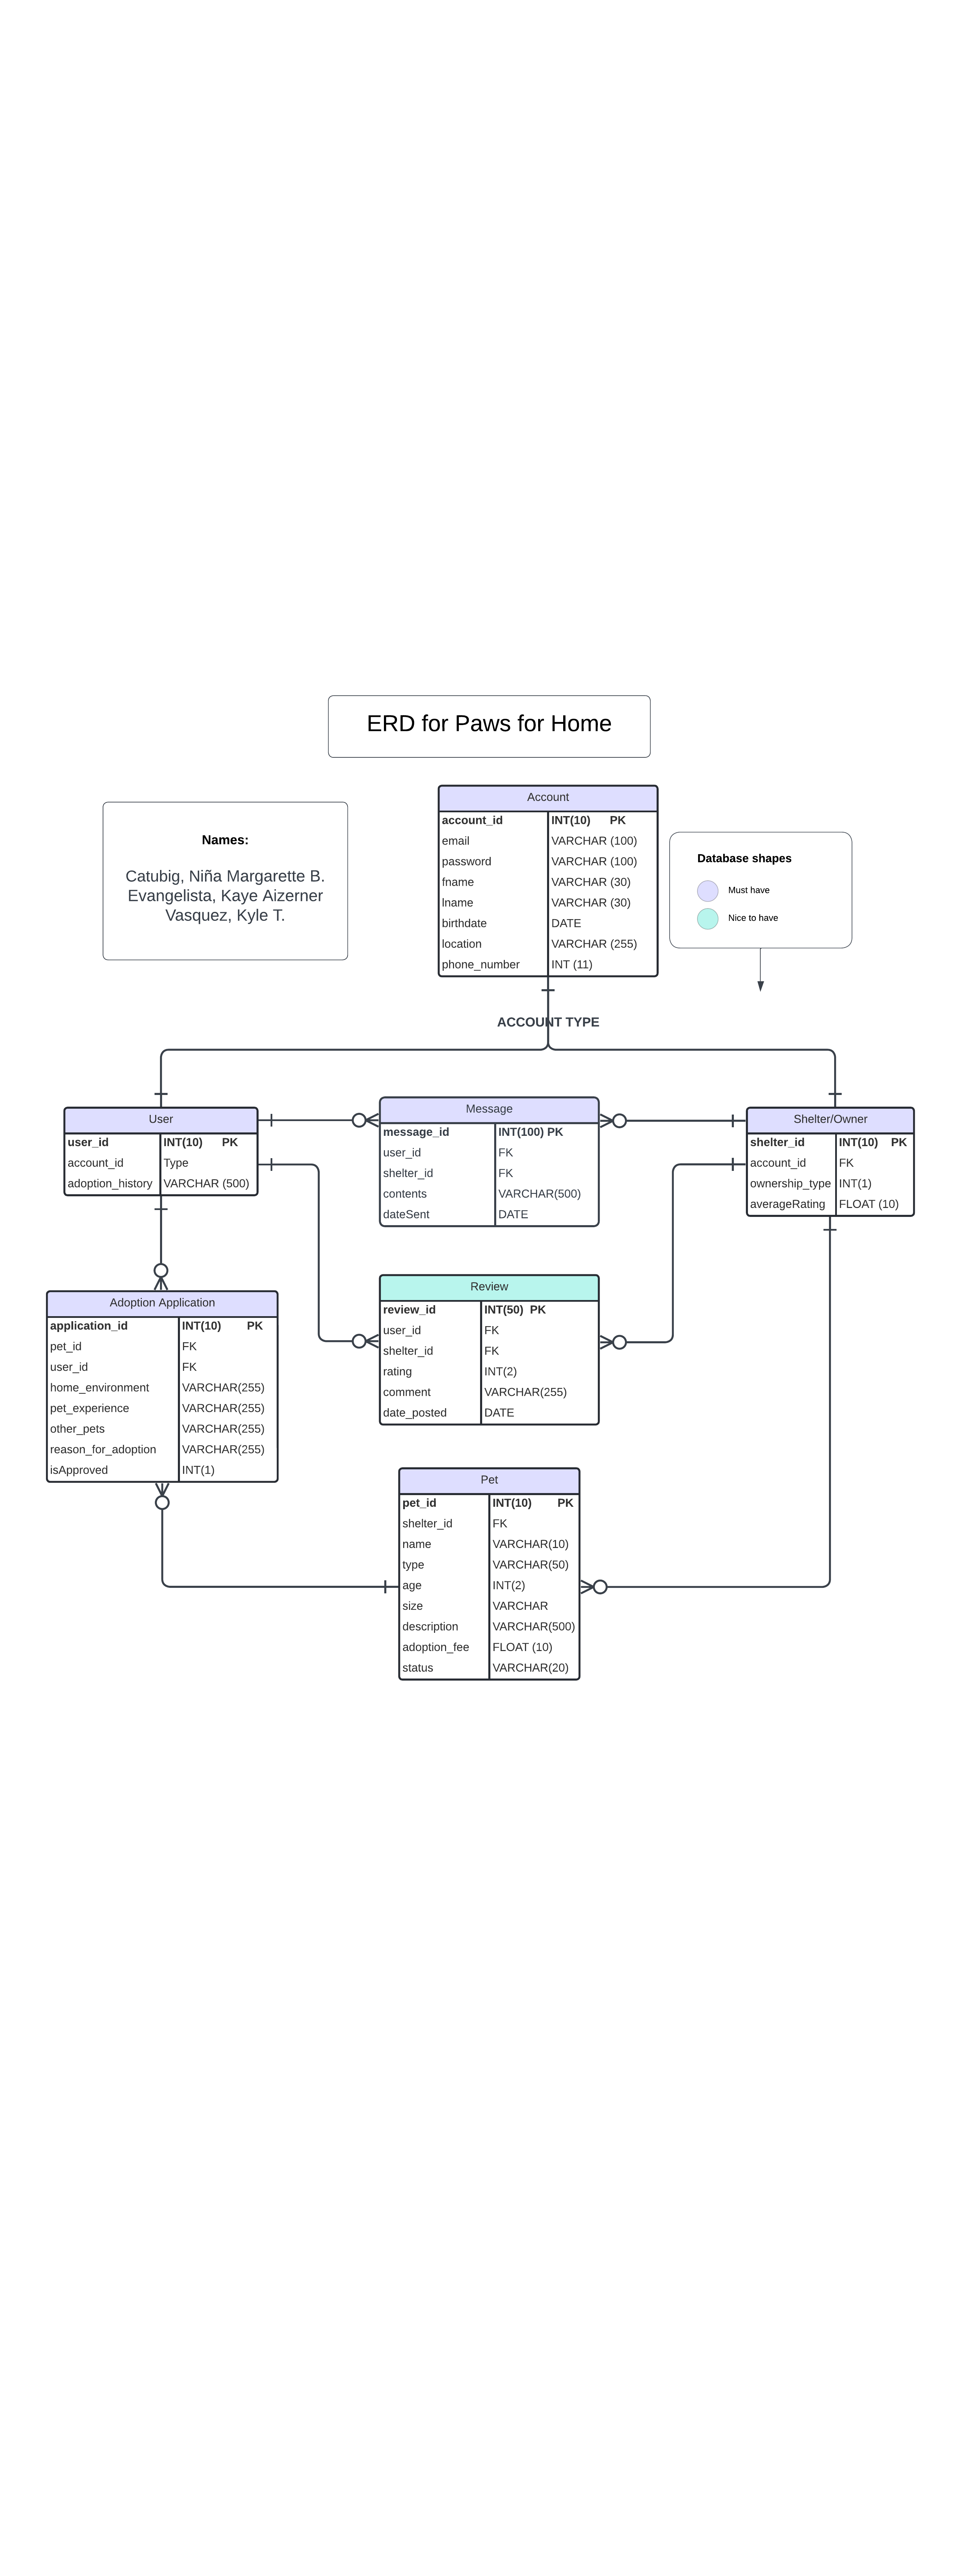 ERD for Paws for Home
Names:
Catubig, Niña Margarette B.
Evangelista, Kaye Aizerner
Vasquez, Kyle T.
Account
account_id INT(10) PK
email VARCHAR (100)
password VARCHAR (100)
fname VARCHAR (30)
lname VARCHAR (30)
birthdate DATE
location VARCHAR (255)
phone_number INT (11)
Database shapes
Must have
Nice to have
ACCOUNT TYPE
User
user_id INT(10) PK
account_id Type
adoption_history VARCHAR (500)
Message
message_id INT(100) PK
user_id FK
shelter_id FK
contents VARCHAR(500)
dateSent DATE
Shelter/Owner
shelter_id INT(10) PK
account_id FK
ownership_type INT(1)
averageRating FLOAT (10)
Adoption Application
application_id INT(10) PK
pet_id FK
user_id FK
home_environment VARCHAR(255)
pet_experience VARCHAR(255)
other_pets VARCHAR(255)
reason_for_adoption VARCHAR(255)
isApproved INT(1)
Review
review_id INT(50) PK
user_id FK
shelter_id FK
rating INT(2)
comment VARCHAR(255)
date_posted DATE
Pet
pet_id INT(10) PK
shelter_id FK
name VARCHAR(10)
type VARCHAR(50)
age INT(2)
size VARCHAR
description VARCHAR(500)
adoption_fee FLOAT (10)
status VARCHAR(20)